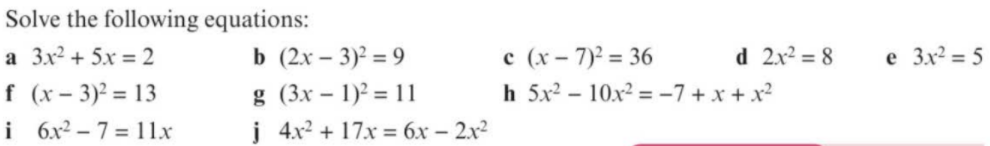 Solve the following equations:
a 3x² + 5x = 2 b (2x – 3)² = 9 c (x – 7)² = 36 d 2x² = 8 e 3x² = 5
f (x – 3)² = 13 g (3x – 1)² = 11 h 5x² – 10x² = –7 + x + x²
i 6x² – 7 = 11x j 4x² + 17x = 6x – 2x²